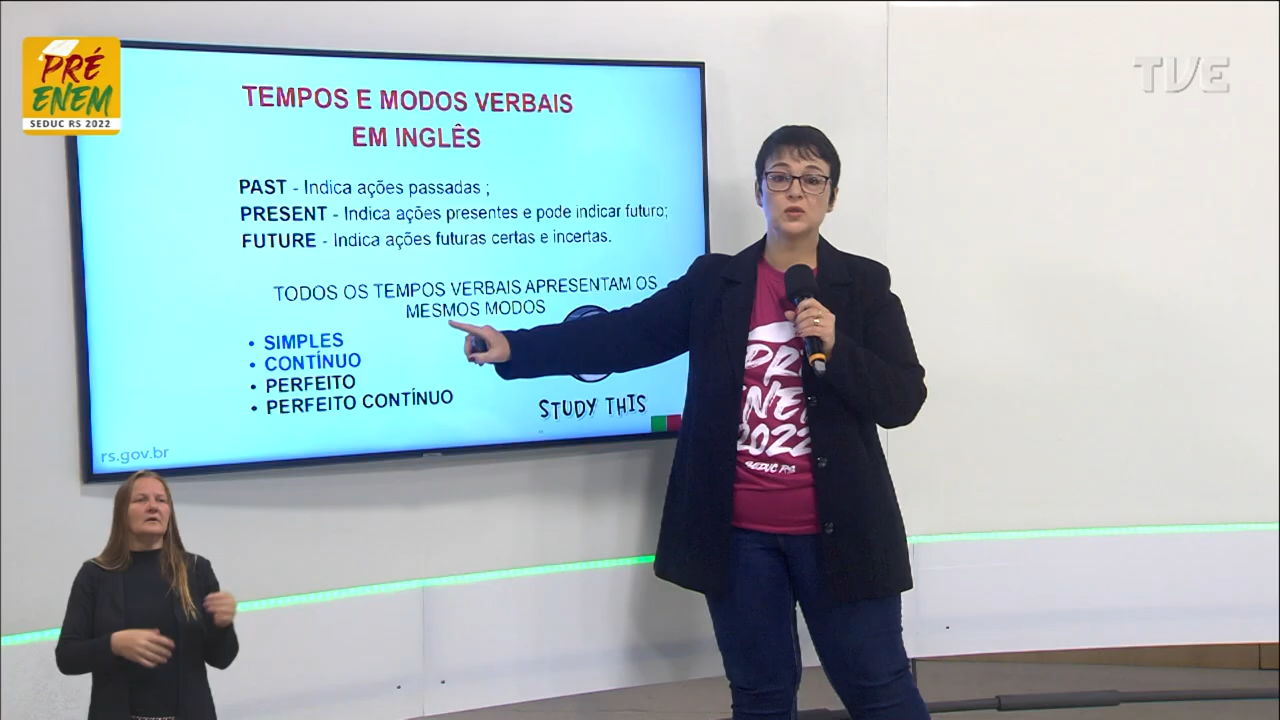 PRÉ
ENEM
SEDUC RS 2022
TVE
TEMPOS E MODOS VERBAIS
EM INGLÊS
PAST - Indica ações passadas ;
PRESENT - Indica ações presentes e pode indicar futuro;
FUTURE - Indica ações futuras certas e incertas.
TODOS OS TEMPOS VERBAIS APRESENTAM OS
MESMOS MODOS
• SIMPLES
• CONTÍNUO
• PERFEITO
• PERFEITO CONTÍNUO
STUDY THIS
rs.gov.br
PRÉ
ENEM
2022
SEDUC RS